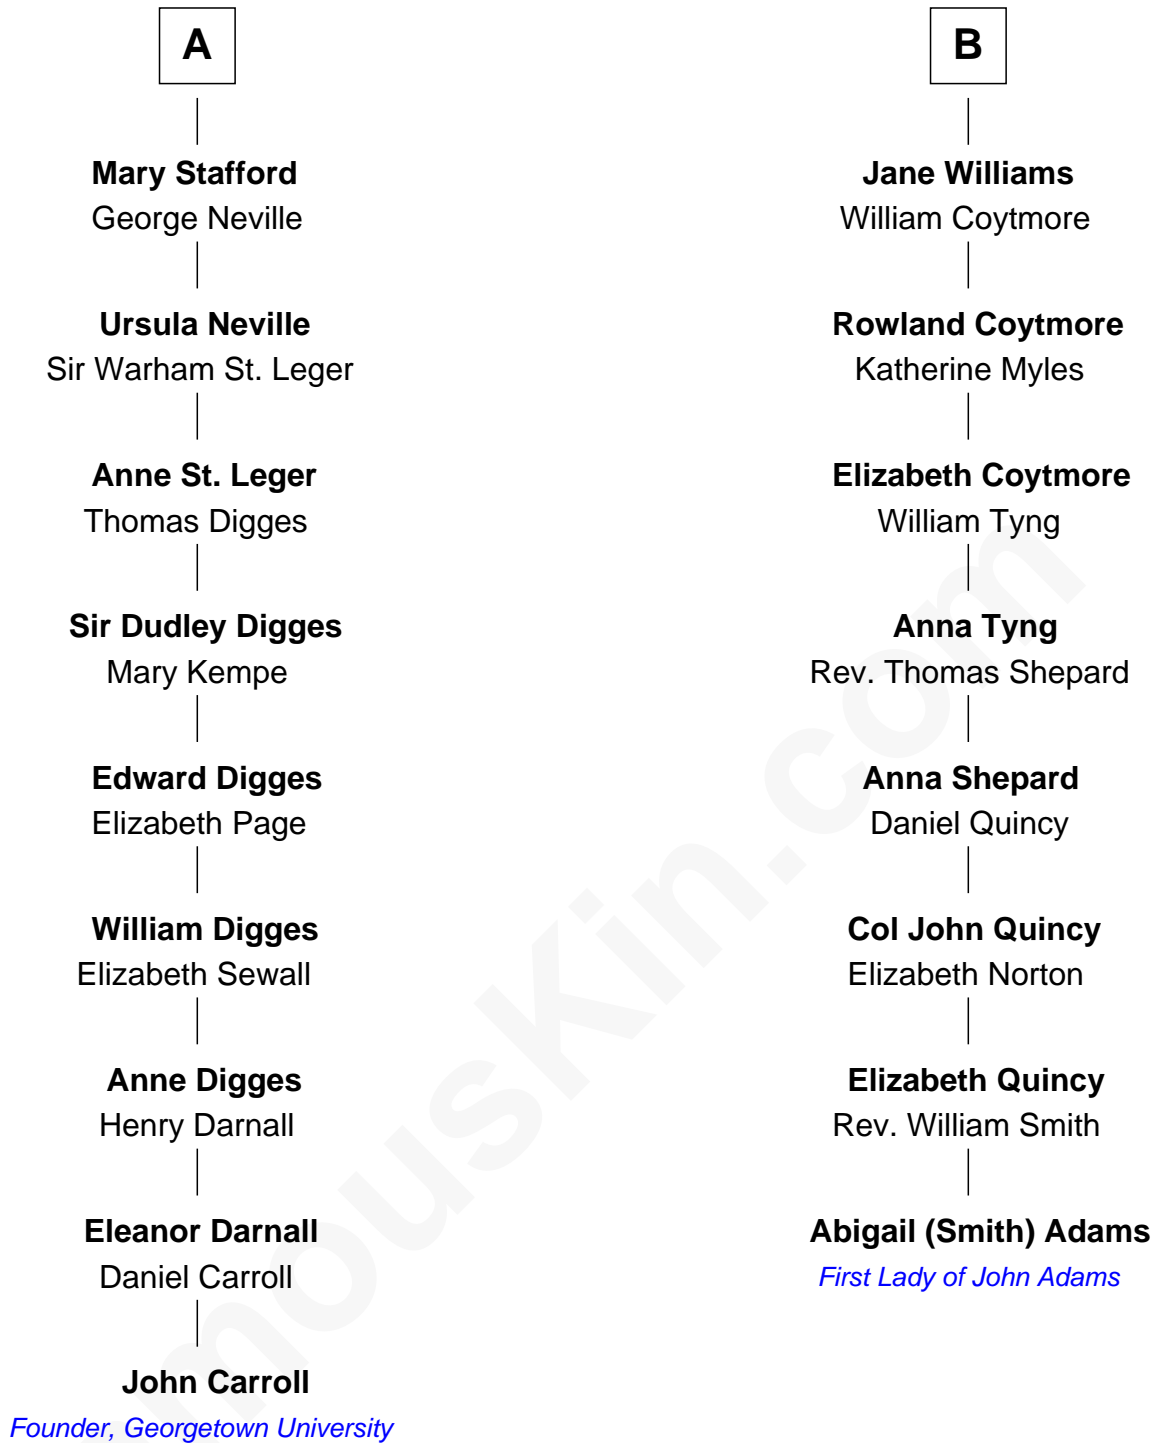 A
Mary Stafford
George Neville
Ursula Neville
Sir Warham St. Leger
Anne St. Leger
Thomas Digges
Sir Dudley Digges
Mary Kempe
Edward Digges
Elizabeth Page
William Digges
Elizabeth Sewall
Anne Digges
Henry Darnall
Eleanor Darnall
Daniel Carroll
John Carroll
Founder, Georgetown University
B
Jane Williams
William Coytmore
Rowland Coytmore
Katherine Myles
Elizabeth Coytmore
William Tyng
Anna Tyng
Rev. Thomas Shepard
Anna Shepard
Daniel Quincy
Col John Quincy
Elizabeth Norton
Elizabeth Quincy
Rev. William Smith
Abigail (Smith) Adams
First Lady of John Adams
mousKin.com